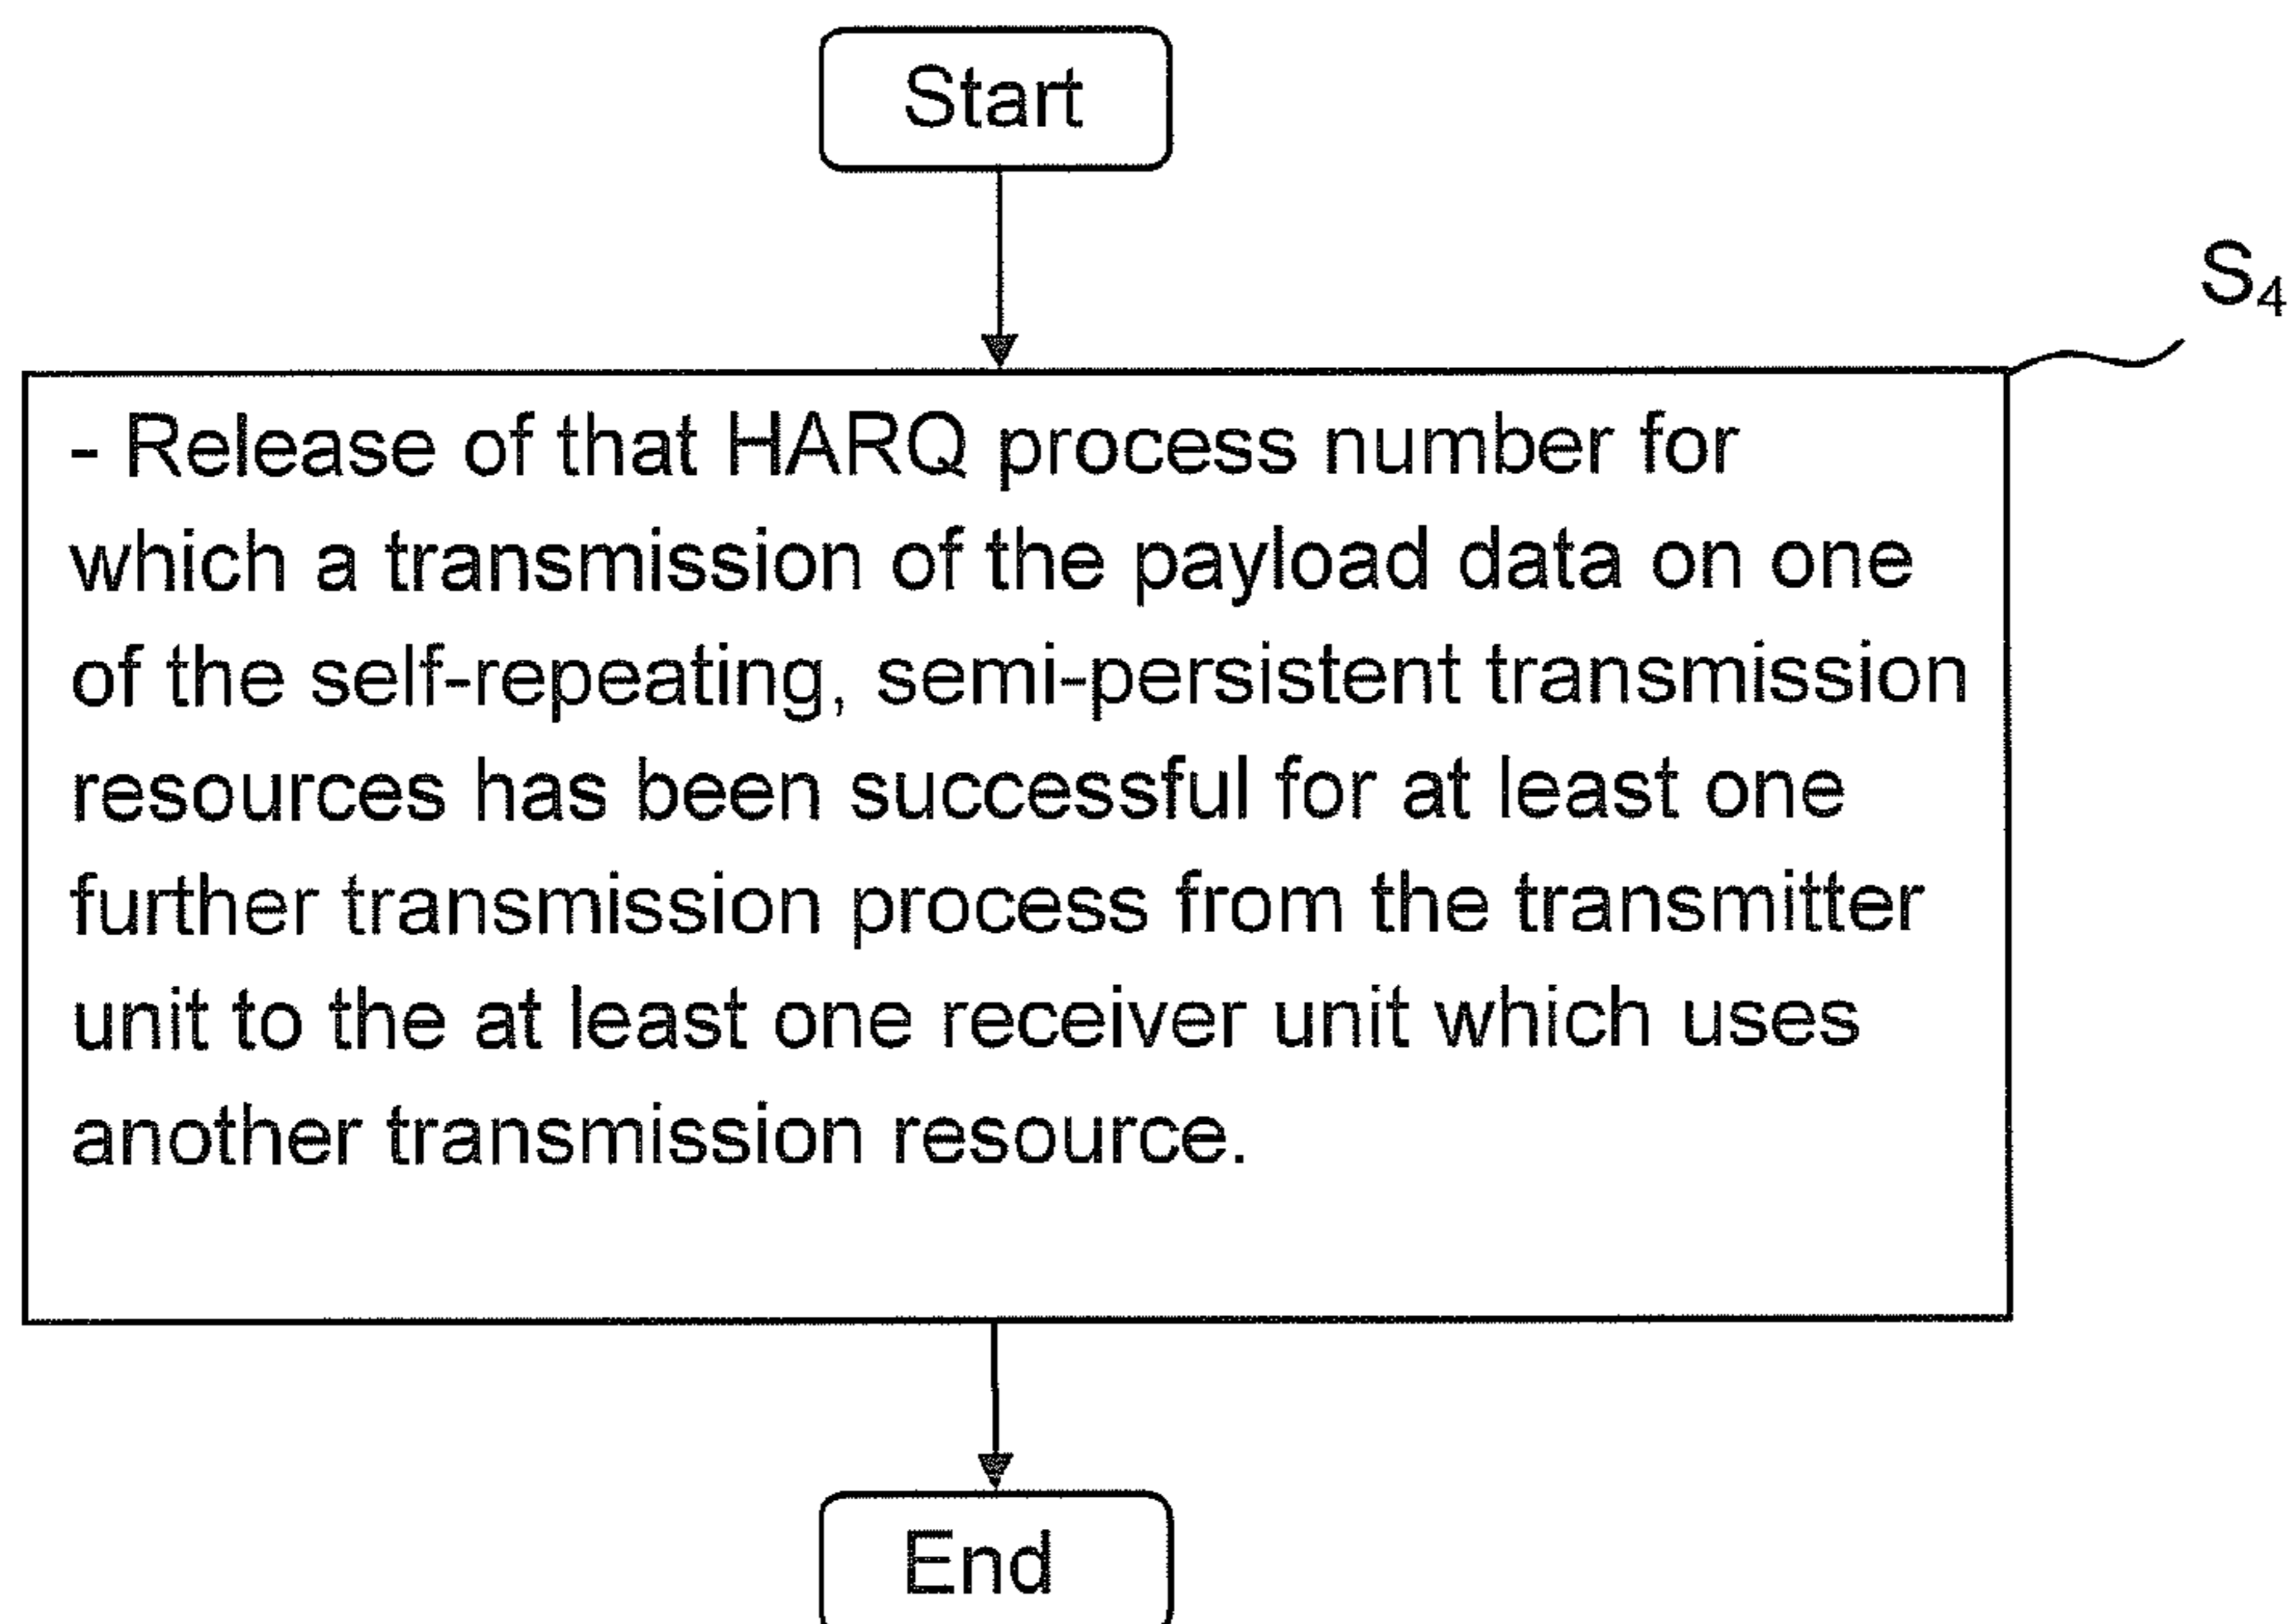 Start
S4
- Release of that HARQ process number for
which a transmission of the payload data on one
of the self-repeating, semi-persistent transmission
resources has been successful for at least one
further transmission process from the transmitter
unit to the at least one receiver unit which uses
another transmission resource.
End